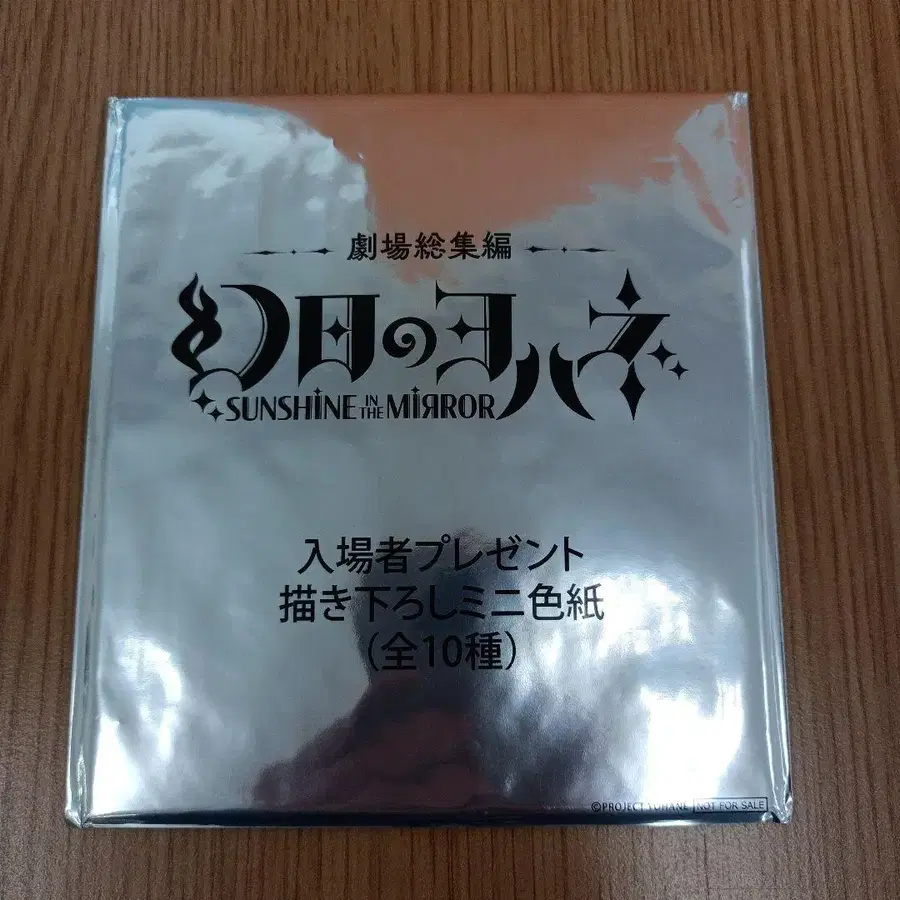 劇場総集編
幻日のヨハネ
SUNSHINE IN THE MIRROR
入場者プレゼント
描き下ろしミニ色紙
(全10種)
©PROJECT YOHANE NOT FOR SALE